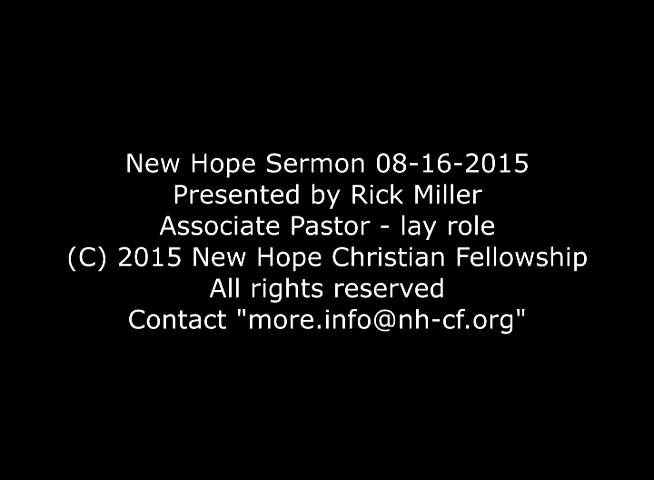 New Hope Sermon 08-16-2015
Presented by Rick Miller
Associate Pastor - lay role
(C) 2015 New Hope Christian Fellowship
All rights reserved
Contact "more.info@nh-cf.org"